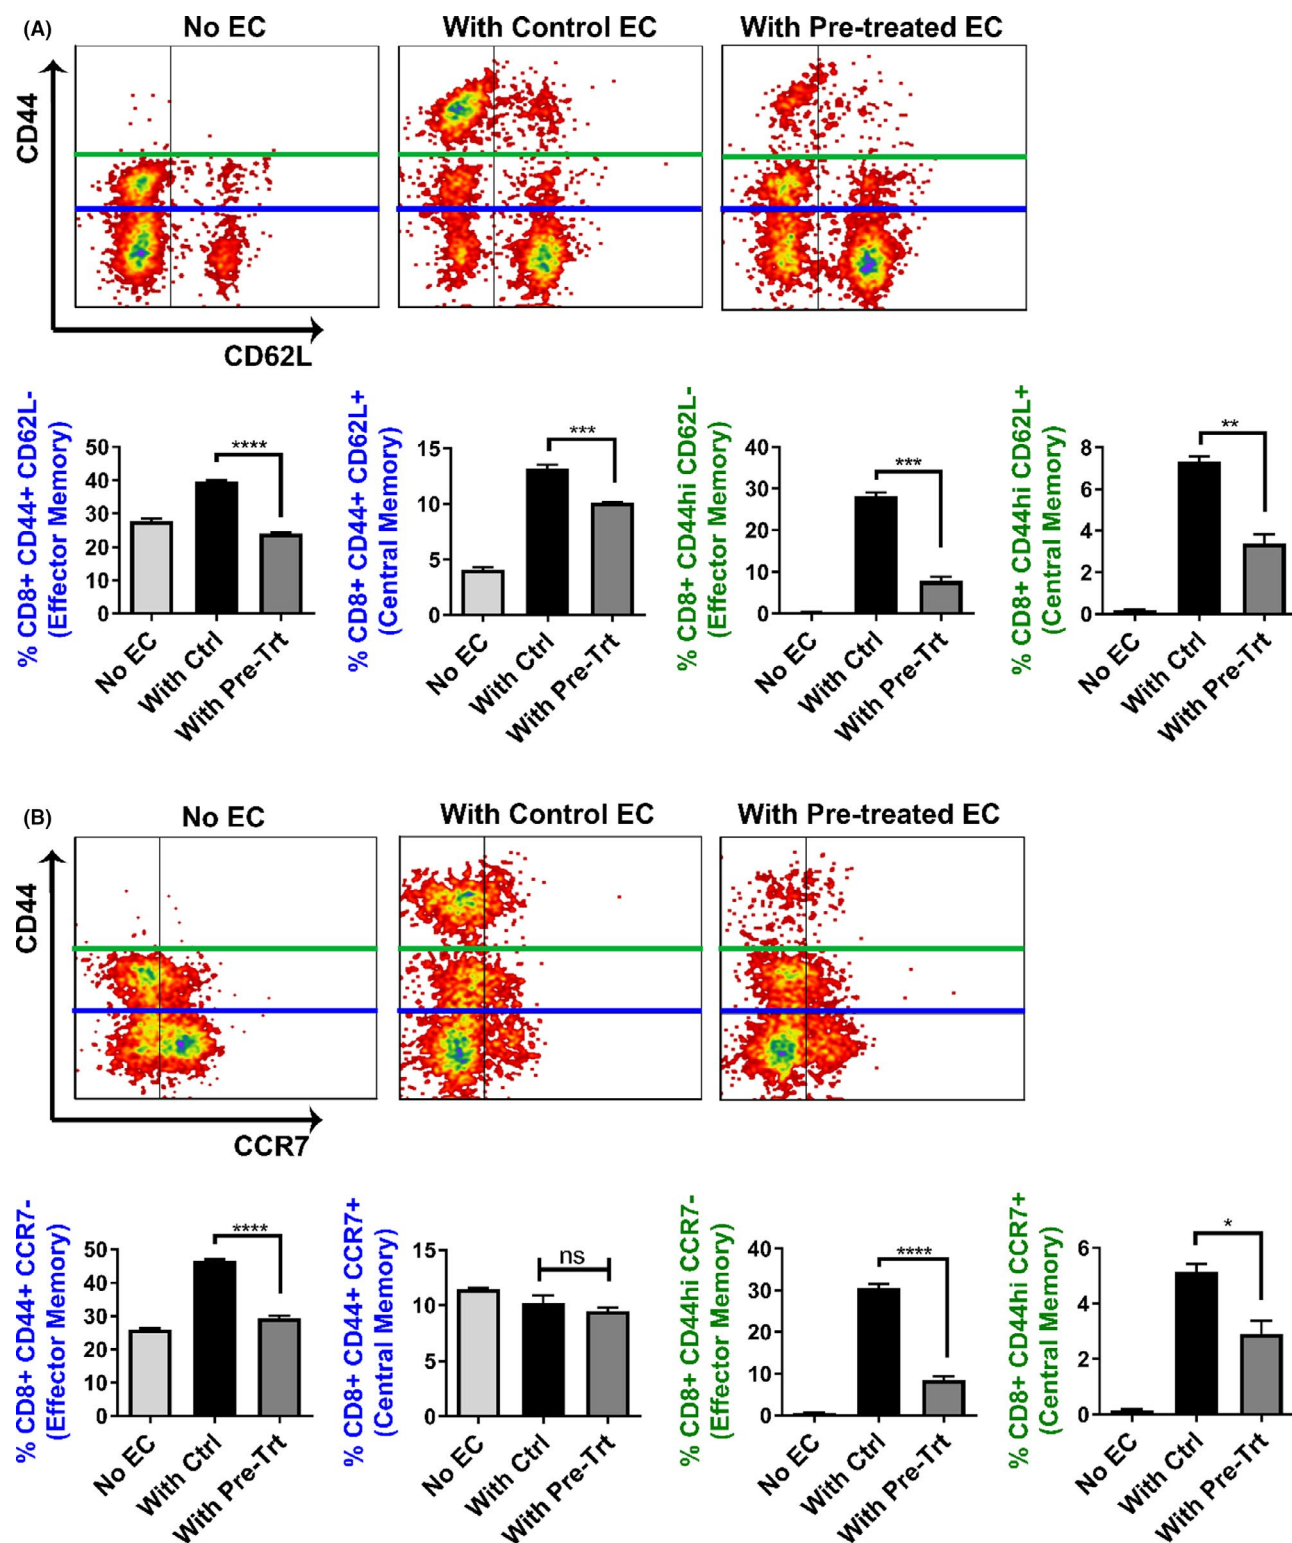 (A)
No EC
With Control EC
With Pre-treated EC
CD44
CD62L
% CD8+ CD44+ CD62L-
(Effector Memory)
50
40
30
20
10
0
****
No EC
With Ctrl
With Pre-Trt
% CD8+ CD44+ CD62L+
(Central Memory)
15
10
5
0
***
No EC
With Ctrl
With Pre-Trt
% CD8+ CD44hi CD62L-
(Effector Memory)
40
30
20
10
0
***
No EC
With Ctrl
With Pre-Trt
% CD8+ CD44hi CD62L+
(Central Memory)
8
6
4
2
0
**
No EC
With Ctrl
With Pre-Trt
(B)
No EC
With Control EC
With Pre-treated EC
CD44
CCR7
% CD8+ CD44+ CCR7-
(Effector Memory)
50
40
30
20
10
0
****
No EC
With Ctrl
With Pre-Trt
% CD8+ CD44+ CCR7+
(Central Memory)
15
10
5
0
ns
No EC
With Ctrl
With Pre-Trt
% CD8+ CD44hi CCR7-
(Effector Memory)
40
30
20
10
0
****
No EC
With Ctrl
With Pre-Trt
% CD8+ CD44hi CCR7+
(Central Memory)
6
4
2
0
*
No EC
With Ctrl
With Pre-Trt